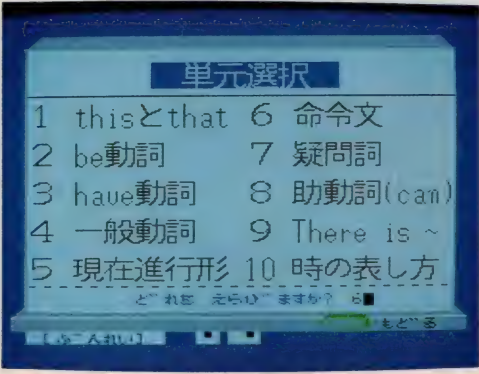 単元選択
1 thisとthat 6 命令文
2 be動詞 7 疑問詞
3 have動詞 8 助動詞(can)
4 一般動詞 9 There is ~
5 現在進行形 10 時の表し方
どれを えらびますか? 6
もどる